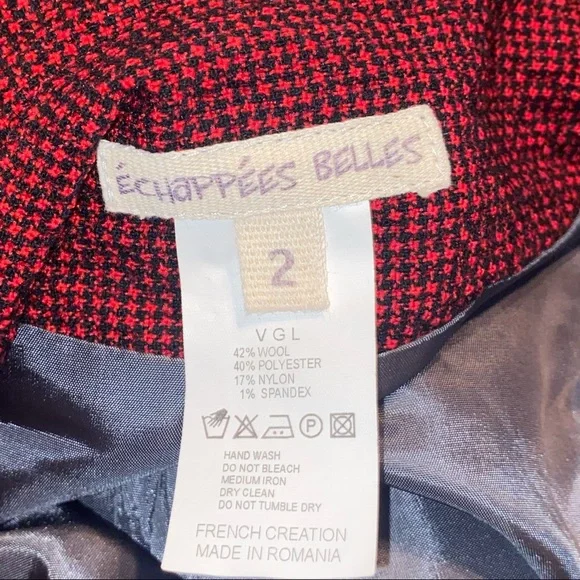 ÉCHaPPÉES BELLES
2
V G L
42% WOOL
40% POLYESTER
17% NYLON
1% SPANDEX
P
HAND WASH
DO NOT BLEACH
MEDIUM IRON
DRY CLEAN
DO NOT TUMBLE DRY
FRENCH CREATION
MADE IN ROMANIA